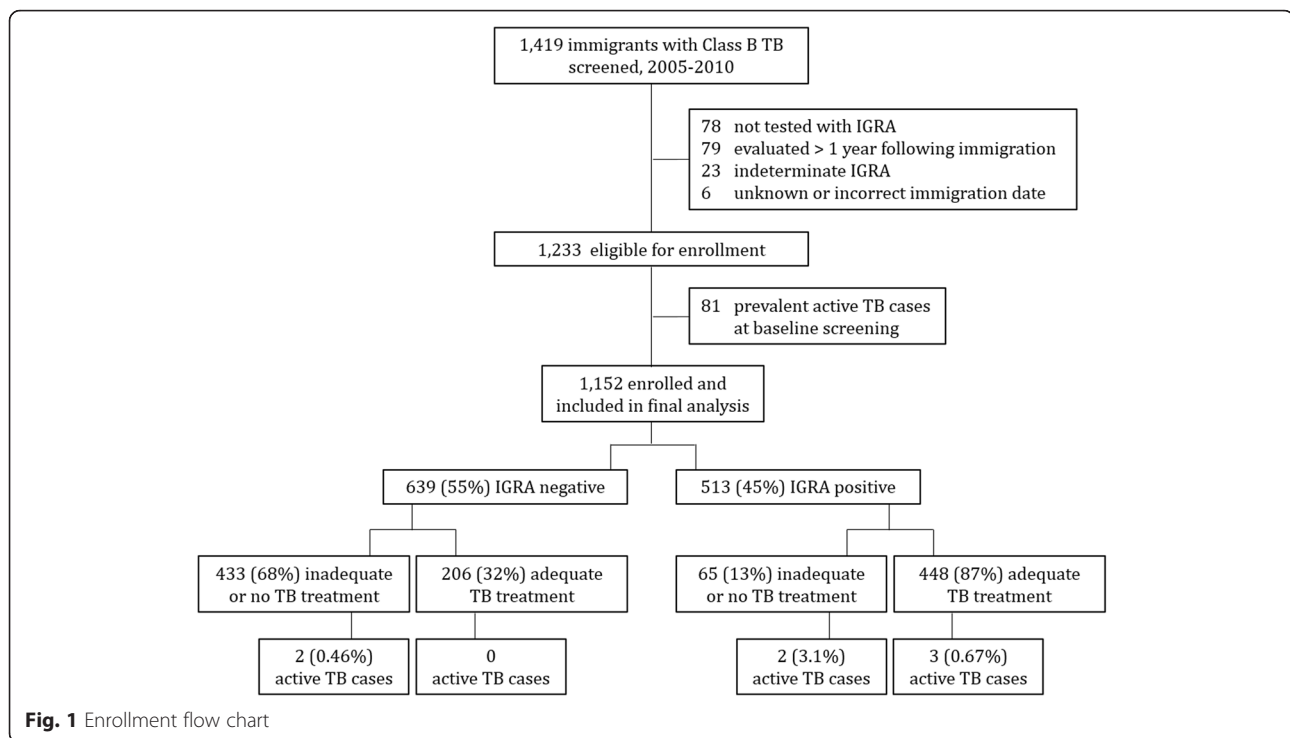 1,419 immigrants with Class B TB
screened, 2005-2010
78 not tested with IGRA
79 evaluated > 1 year following immigration
23 indeterminate IGRA
6 unknown or incorrect immigration date
1,233 eligible for enrollment
81 prevalent active TB cases
at baseline screening
1,152 enrolled and
included in final analysis
639 (55%) IGRA negative
513 (45%) IGRA positive
433 (68%) inadequate
or no TB treatment
206 (32%) adequate
TB treatment
65 (13%) inadequate
or no TB treatment
448 (87%) adequate
TB treatment
2 (0.46%)
active TB cases
0
active TB cases
2 (3.1%)
active TB cases
3 (0.67%)
active TB cases
Fig. 1 Enrollment flow chart